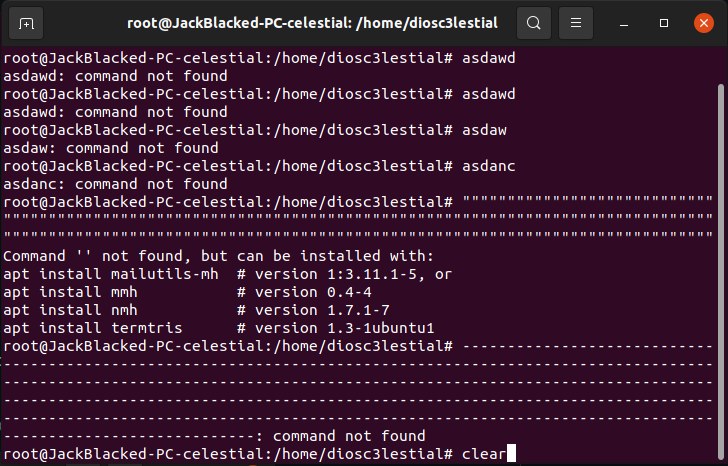 root@JackBlacked-PC-celestial: /home/diosc3lestial
root@JackBlacked-PC-celestial:/home/diosc3lestial# asdawd
asdawd: command not found
root@JackBlacked-PC-celestial:/home/diosc3lestial# asdawd
asdawd: command not found
root@JackBlacked-PC-celestial:/home/diosc3lestial# asdaw
asdaw: command not found
root@JackBlacked-PC-celestial:/home/diosc3lestial# asdanc
asdanc: command not found
root@JackBlacked-PC-celestial:/home/diosc3lestial# """"""""""""""""""""""""""""
"""""""""""""""""""""""""""""""""""""""""""""""""""""""""""""""""""""""""""""""
"""""""""""""""""""""""""""""""""""""""""""""""""""""""""""""""""""""""""""""""
Command '' not found, but can be installed with:
apt install mailutils-mh  # version 1:3.11.1-5, or
apt install mmh           # version 0.4-4
apt install nmh           # version 1.7.1-7
apt install termtris      # version 1.3-1ubuntu1
root@JackBlacked-PC-celestial:/home/diosc3lestial# ----------------------------
-------------------------------------------------------------------------------
-------------------------------------------------------------------------------
-------------------------------------------------------------------------------
-------------------------------------------------------------------------------
----------------------------: command not found
root@JackBlacked-PC-celestial:/home/diosc3lestial# clear